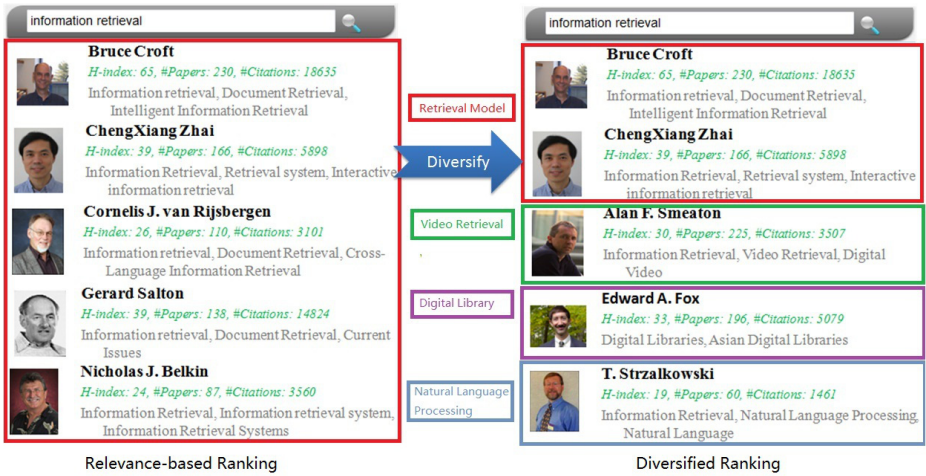 information retrieval
Bruce Croft
H-index: 65, #Papers: 230, #Citations: 18635
Information retrieval, Document Retrieval,
Intelligent Information Retrieval
ChengXiang Zhai
H-index: 39, #Papers: 166, #Citations: 5898
Information Retrieval, Retrieval system, Interactive
information retrieval
Cornelis J. van Rijsbergen
H-index: 26, #Papers: 110, #Citations: 3101
Information retrieval, Document Retrieval, Cross-
Language Information Retrieval
Gerard Salton
H-index: 39, #Papers: 138, #Citations: 14824
Information retrieval, Document Retrieval, Current
Issues
Nicholas J. Belkin
H-index: 24, #Papers: 87, #Citations: 3560
Information Retrieval, Information retrieval system,
Information Retrieval Systems
Relevance-based Ranking
Retrieval Model
Diversify
Video Retrieval
Digital Library
Natural Language
Processing
information retrieval
Bruce Croft
H-index: 65, #Papers: 230, #Citations: 18635
Information retrieval, Document Retrieval,
Intelligent Information Retrieval
ChengXiang Zhai
H-index: 39, #Papers: 166, #Citations: 5898
Information Retrieval, Retrieval system, Interactive
information retrieval
Alan F. Smeaton
H-index: 30, #Papers: 225, #Citations: 3507
Information Retrieval, Video Retrieval, Digital
Video
Edward A. Fox
H-index: 33, #Papers: 196, #Citations: 5079
Digital Libraries, Asian Digital Libraries
T. Strzalkowski
H-index: 19, #Papers: 60, #Citations: 1461
Information Retrieval, Natural Language Processing,
Natural Language
Diversified Ranking